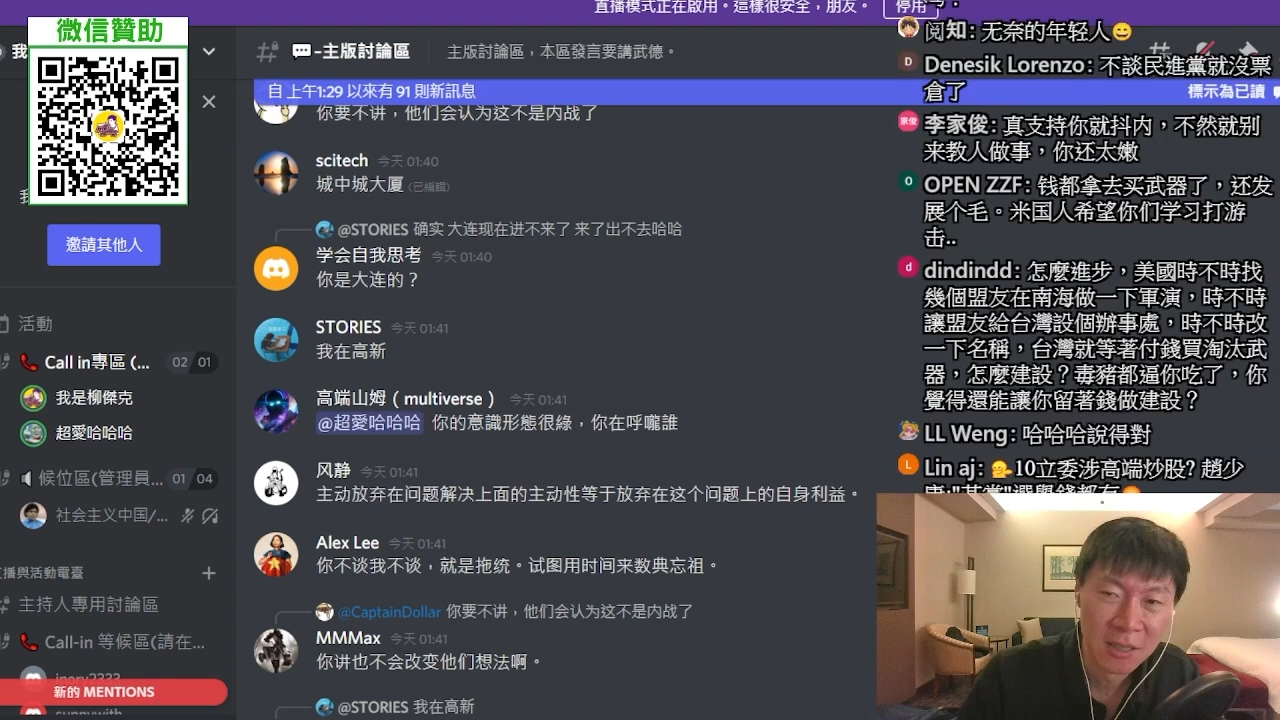 直播模式正在啟用。這樣很安全，朋友。
停用
微信贊助
我
邀請其他人
活動
Call in專區 (...
02 01
我是柳傑克
超愛哈哈哈
候位區(管理員...
01 04
社会主义中国/...
直播與活動電臺
主持人專用討論區
Call-in 等候區(請在...
新的 MENTIONS
-主版討論區
主版討論區，本區發言要講武德。
自 上午1:29 以來有 91 則新訊息
標示為已讀
你要不讲，他们会认为这不是内战了
scitech 今天 01:40
城中城大厦 (已編輯)
@STORIES 确实 大连现在进不来了 来了出不去哈哈
学会自我思考 今天 01:40
你是大连的？
STORIES 今天 01:41
我在高新
高端山姆 ( multiverse ) 今天 01:41
@超愛哈哈哈 你的意識形態很綠，你在呼嚨誰
风静 今天 01:41
主动放弃在问题解决上面的主动性等于放弃在这个问题上的自身利益。
Alex Lee 今天 01:41
你不谈我不谈，就是拖统。试图用时间来数典忘祖。
@CaptainDollar 你要不讲，他们会认为这不是内战了
MMMax 今天 01:41
你讲也不会改变他们想法啊。
@STORIES 我在高新
阅知: 无奈的年轻人😄
Denesik Lorenzo: 不談民進黨就沒票
倉了
李家俊: 真支持你就抖内，不然就别
来教人做事，你还太嫩
OPEN ZZF: 钱都拿去买武器了，还发
展个毛。米国人希望你们学习打游
击..
dindindd: 怎麼進步，美國時不時找
幾個盟友在南海做一下軍演，時不時
讓盟友給台灣設個辦事處，時不時改
一下名稱，台灣就等著付錢買淘汰武
器，怎麼建設？毒豬都逼你吃了，你
覺得還能讓你留著錢做建設？
LL Weng: 哈哈哈說得對
Lin aj: 10立委涉高端炒股? 趙少